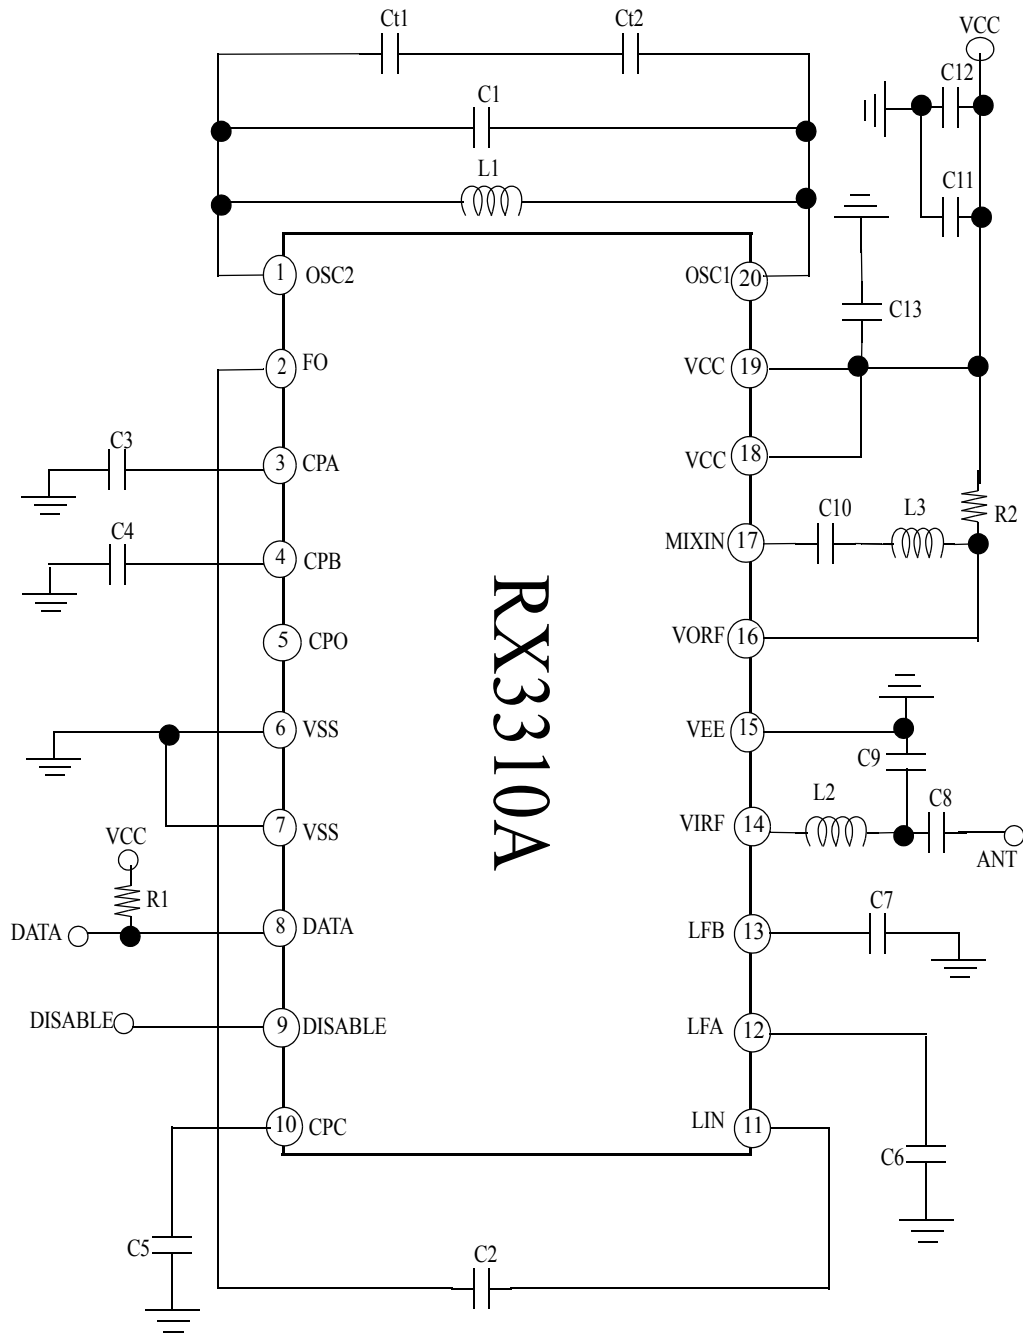 Ct1
Ct2
VCC
C12
C1
C11
L1
1 OSC2
OSC1 20
C13
2 FO
VCC 19
C3
3 CPA
VCC 18
C10
L3
R2
C4
4 CPB
MIXIN 17
RX3310A
5 CPO
VORF 16
6 VSS
VEE 15
C9
L2
C8
7 VSS
VIRF 14
ANT
VCC
R1
C7
DATA
8 DATA
LFB 13
DISABLE
9 DISABLE
LFA 12
10 CPC
LIN 11
C6
C5
C2